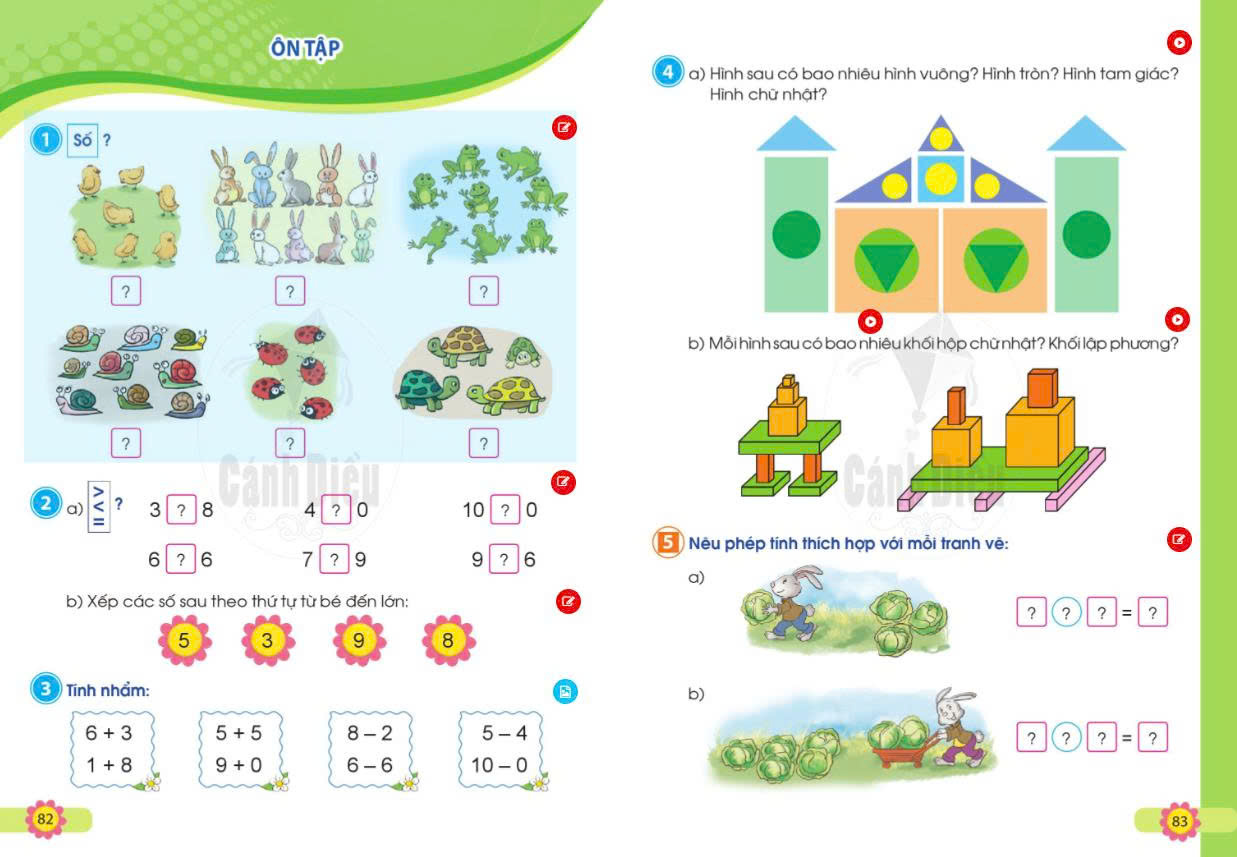 ÔN TẬP
1 Số ?
? ? ?
? ? ?
2 a) > < = ? 3 ? 8 4 ? 0 10 ? 0
6 ? 6 7 ? 9 9 ? 6
b) Xếp các số sau theo thứ tự từ bé đến lớn:
5 3 9 8
3 Tính nhẩm:
6 + 3 5 + 5 8 – 2 5 – 4
1 + 8 9 + 0 6 – 6 10 – 0
82
4 a) Hình sau có bao nhiêu hình vuông? Hình tròn? Hình tam giác?
Hình chữ nhật?
b) Mỗi hình sau có bao nhiêu khối hộp chữ nhật? Khối lập phương?
5 Nêu phép tính thích hợp với mỗi tranh vẽ:
a)
? ? ? = ?
b)
? ? ? = ?
83
Cánh Diều
Cánh Diều